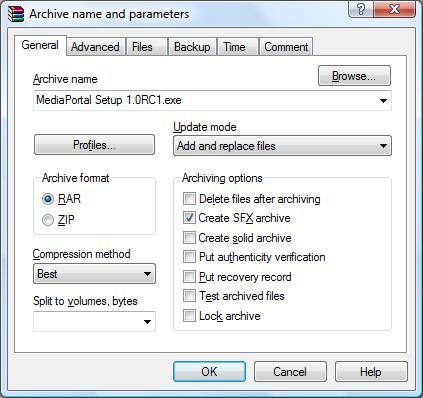 Archive name and parameters
General Advanced Files Backup Time Comment
Archive name
Browse...
MediaPortal Setup 1.0RC1.exe
Update mode
Profiles...
Add and replace files
Archive format
RAR
ZIP
Compression method
Best
Split to volumes, bytes
Archiving options
Delete files after archiving
Create SFX archive
Create solid archive
Put authenticity verification
Put recovery record
Test archived files
Lock archive
OK Cancel Help